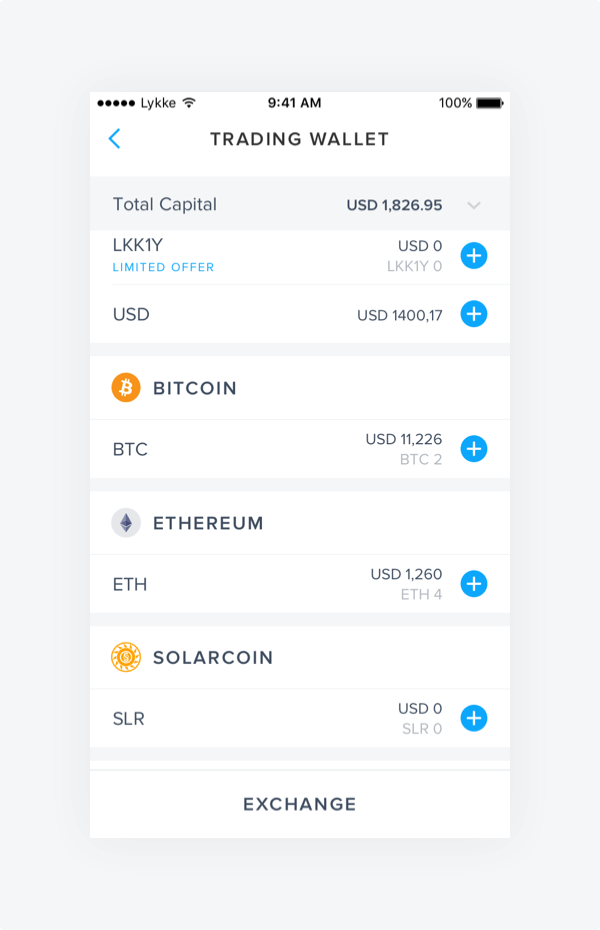 Lykke 9:41 AM 100%
TRADING WALLET
Total Capital USD 1,826.95
LKK1Y USD 0
LIMITED OFFER LKK1Y 0
USD USD 1400,17
BITCOIN
BTC USD 11,226
BTC 2
ETHEREUM
ETH USD 1,260
ETH 4
SOLARCOIN
SLR USD 0
SLR 0
EXCHANGE